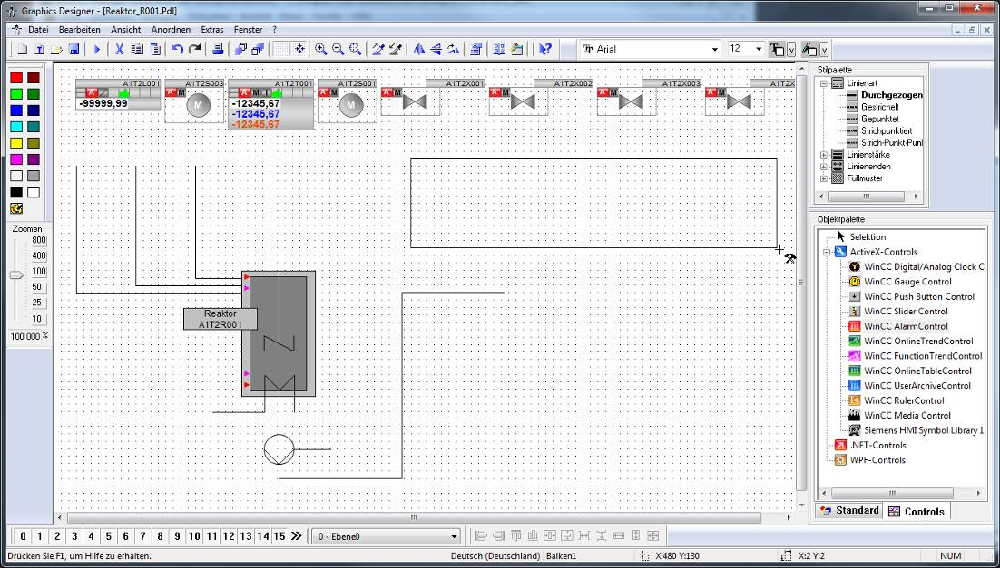 Graphics Designer - [Reaktor_R001.Pdl]
Datei Bearbeiten Ansicht Anordnen Extras Fenster ?
Arial 12
A1T2L001
-99999,99
A1T2S003
A M
M
A1T2T001
A M I
-12345,67
-12345,67
-12345,67
A1T2S001
A M
M
A1T2X001
A M
A1T2X002
A M
A1T2X003
A M
A1T2X
A M
Reaktor
A1T2R001
Zoomen
800
400
100
50
25
10
100.000 %
Stilpalette
Linienart
Durchgezogen
Gestrichelt
Gepunktet
Strichpunktiert
Strich-Punkt-Punl
Linienstärke
Linienenden
Füllmuster
Objektpalette
Selektion
ActiveX-Controls
WinCC Digital/Analog Clock C
WinCC Gauge Control
WinCC Push Button Control
WinCC Slider Control
WinCC AlarmControl
WinCC OnlineTrendControl
WinCC FunctionTrendControl
WinCC OnlineTableControl
WinCC UserArchiveControl
WinCC RulerControl
WinCC Media Control
Siemens HMI Symbol Library 1
.NET-Controls
WPF-Controls
Standard Controls
0 1 2 3 4 5 6 7 8 9 10 11 12 13 14 15 0 - Ebene0
Drücken Sie F1, um Hilfe zu erhalten. Deutsch (Deutschland) Balken1 X:480 Y:130 X:2 Y:2 NUM